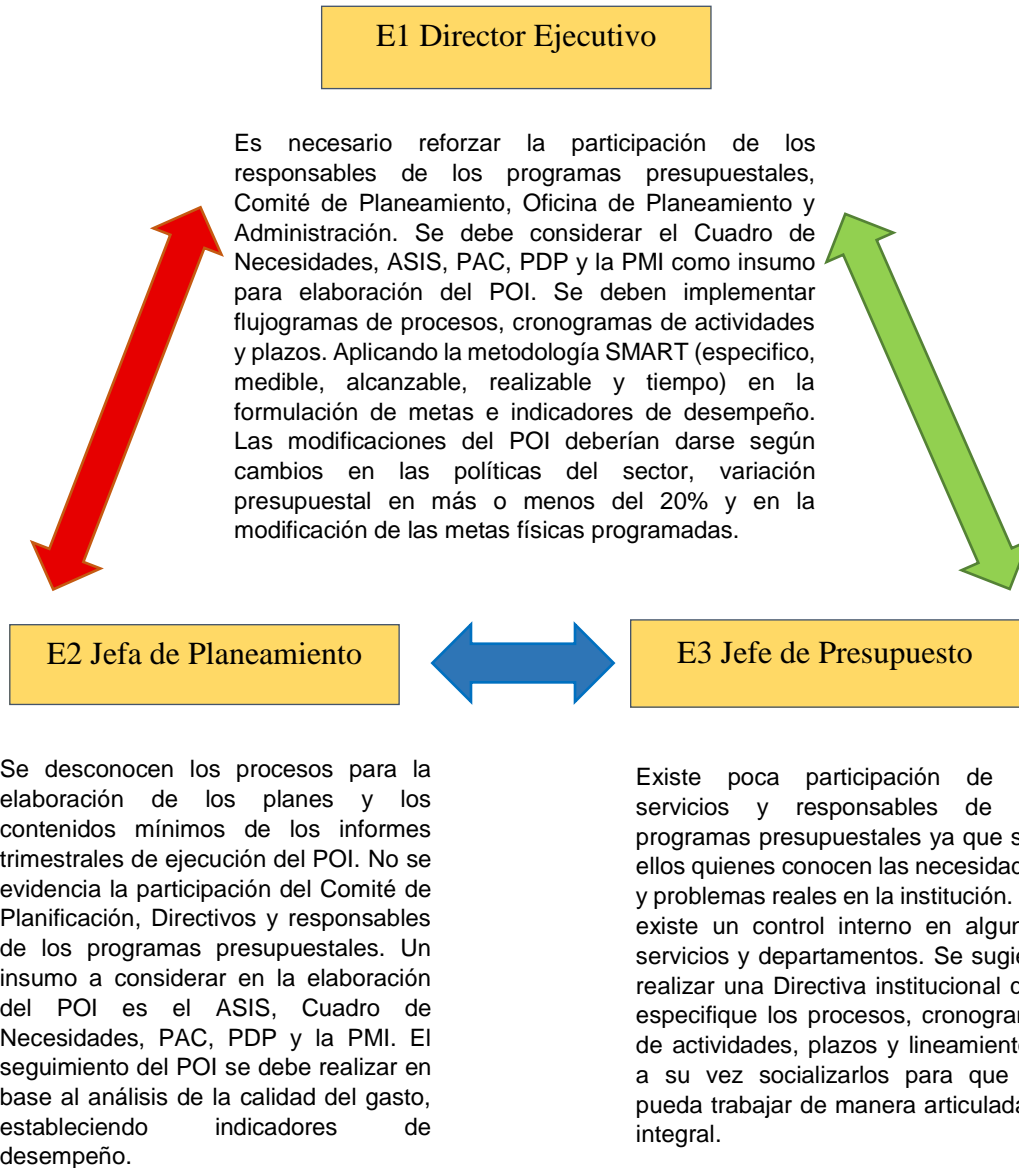 E1 Director Ejecutivo
Es necesario reforzar la participación de los
responsables de los programas presupuestales,
Comité de Planeamiento, Oficina de Planeamiento y
Administración. Se debe considerar el Cuadro de
Necesidades, ASIS, PAC, PDP y la PMI como insumo
para elaboración del POI. Se deben implementar
flujogramas de procesos, cronogramas de actividades
y plazos. Aplicando la metodología SMART (especifico,
medible, alcanzable, realizable y tiempo) en la
formulación de metas e indicadores de desempeño.
Las modificaciones del POI deberían darse según
cambios en las políticas del sector, variación
presupuestal en más o menos del 20% y en la
modificación de las metas físicas programadas.
E2 Jefa de Planeamiento
Se desconocen los procesos para la
elaboración de los planes y los
contenidos mínimos de los informes
trimestrales de ejecución del POI. No se
evidencia la participación del Comité de
Planificación, Directivos y responsables
de los programas presupuestales. Un
insumo a considerar en la elaboración
del POI es el ASIS, Cuadro de
Necesidades, PAC, PDP y la PMI. El
seguimiento del POI se debe realizar en
base al análisis de la calidad del gasto,
estableciendo indicadores de
desempeño.
E3 Jefe de Presupuesto
Existe poca participación de
servicios y responsables de
programas presupuestales ya que s
ellos quienes conocen las necesidad
y problemas reales en la institución.
existe un control interno en algun
servicios y departamentos. Se sugie
realizar una Directiva institucional
especifique los procesos, cronogram
de actividades, plazos y lineamiento
a su vez socializarlos para que
pueda trabajar de manera articulada
integral.